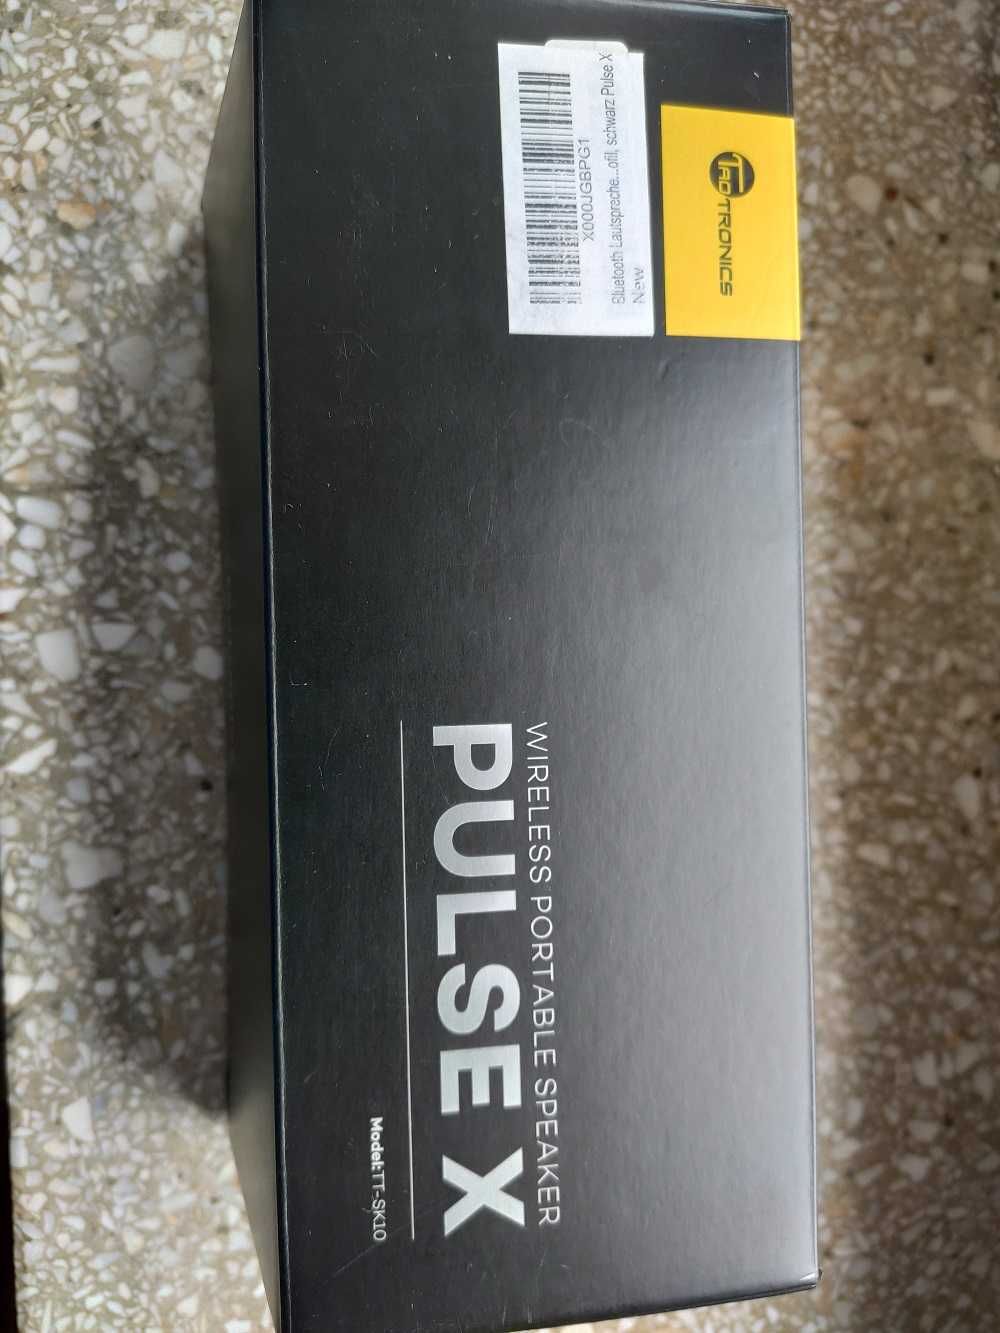 TAOTRONICS
X000JGBPG1
Bluetooth Lautspreche...ofil, schwarz Pulse X
New
WIRELESS PORTABLE SPEAKER
PULSE X
Model:TT-SK10